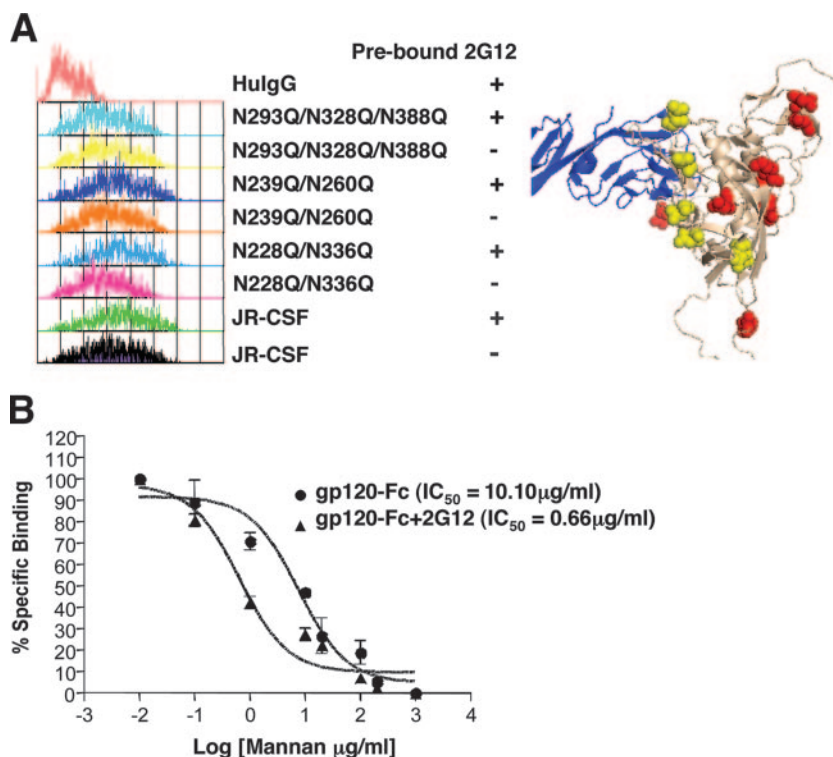 A
Pre-bound 2G12
HuIgG +
N293Q/N328Q/N388Q +
N293Q/N328Q/N388Q -
N239Q/N260Q +
N239Q/N260Q -
N228Q/N336Q +
N228Q/N336Q -
JR-CSF +
JR-CSF -
B
120
110
100
90
80
70
60
50
40
30
20
10
0
% Specific Binding
gp120-Fc (IC50 = 10.10µg/ml)
gp120-Fc+2G12 (IC50 = 0.66µg/ml)
-3 -2 -1 0 1 2 3 4
Log [Mannan µg/ml]